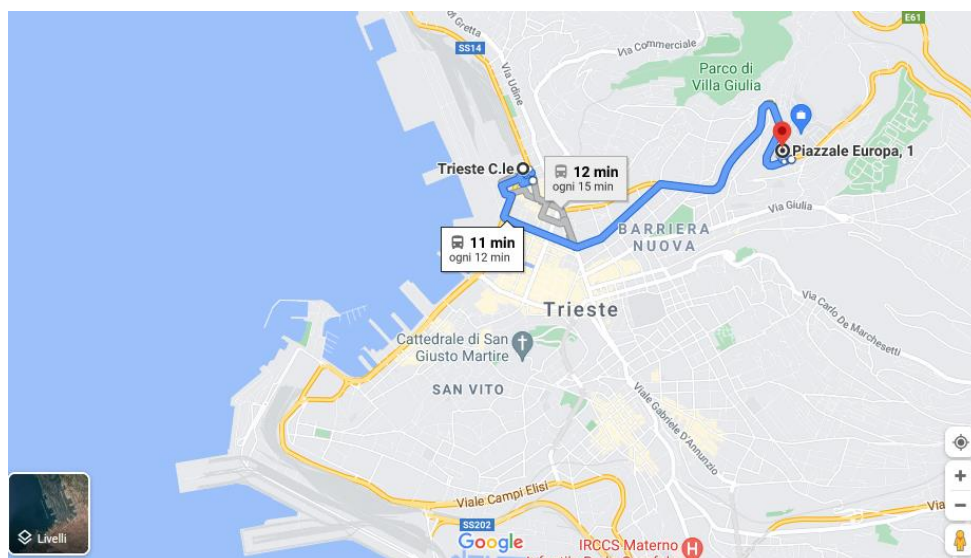 E61
di Gretta
SS14
Via Commerciale
Via Udine
Parco di
Villa Giulia
Piazzale Europa, 1
Trieste C.le
12 min
ogni 15 min
Via Giulia
BARRIERA
NUOVA
11 min
ogni 12 min
Trieste
Via Carlo De Marchesetti
Cattedrale di San
Giusto Martire
SAN VITO
Viale Gabriele D'Annunzio
Viale Campi Elisi
Via
SS202
Livelli
Google
IRCCS Materno
H